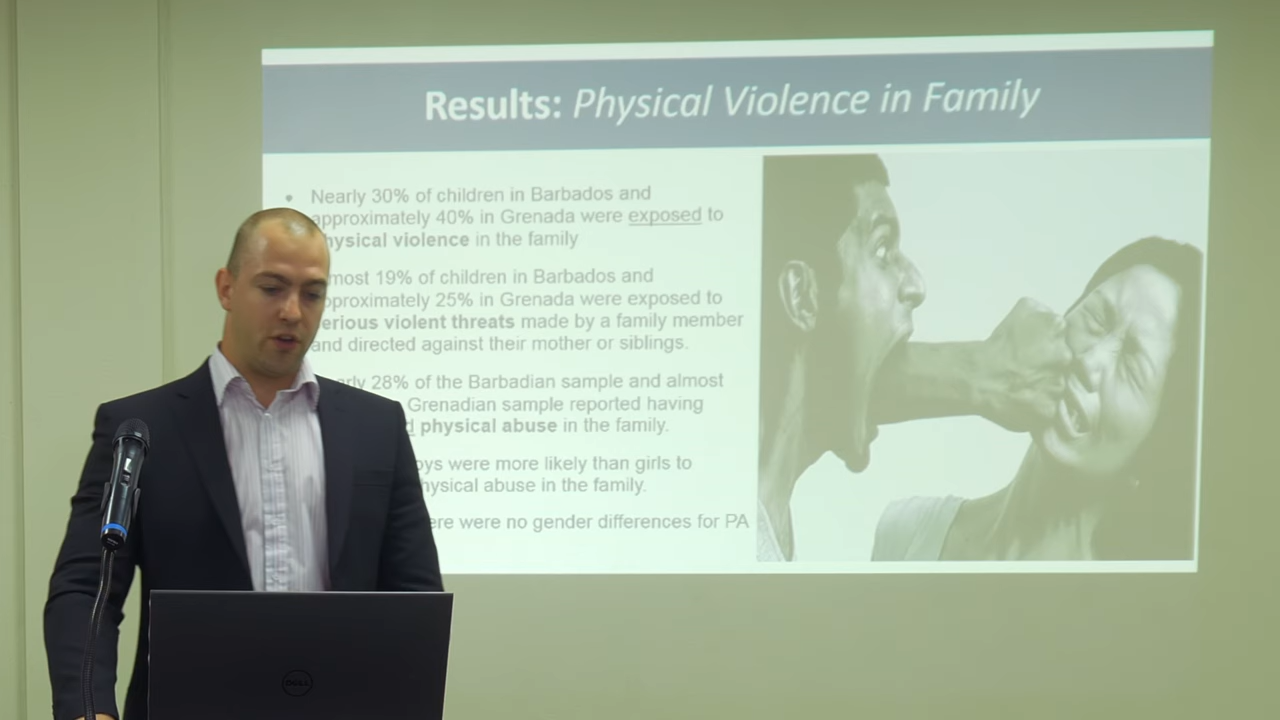 Results: Physical Violence in Family
• Nearly 30% of children in Barbados and
approximately 40% in Grenada were exposed to
physical violence in the family
19% of children in Barbados and
approximately 25% in Grenada were exposed to
serious violent threats made by a family member
and directed against their mother or siblings.
28% of the Barbadian sample and almost
Grenadian sample reported having
physical abuse in the family.
were more likely than girls to
physical abuse in the family.
were no gender differences for PA
DELL